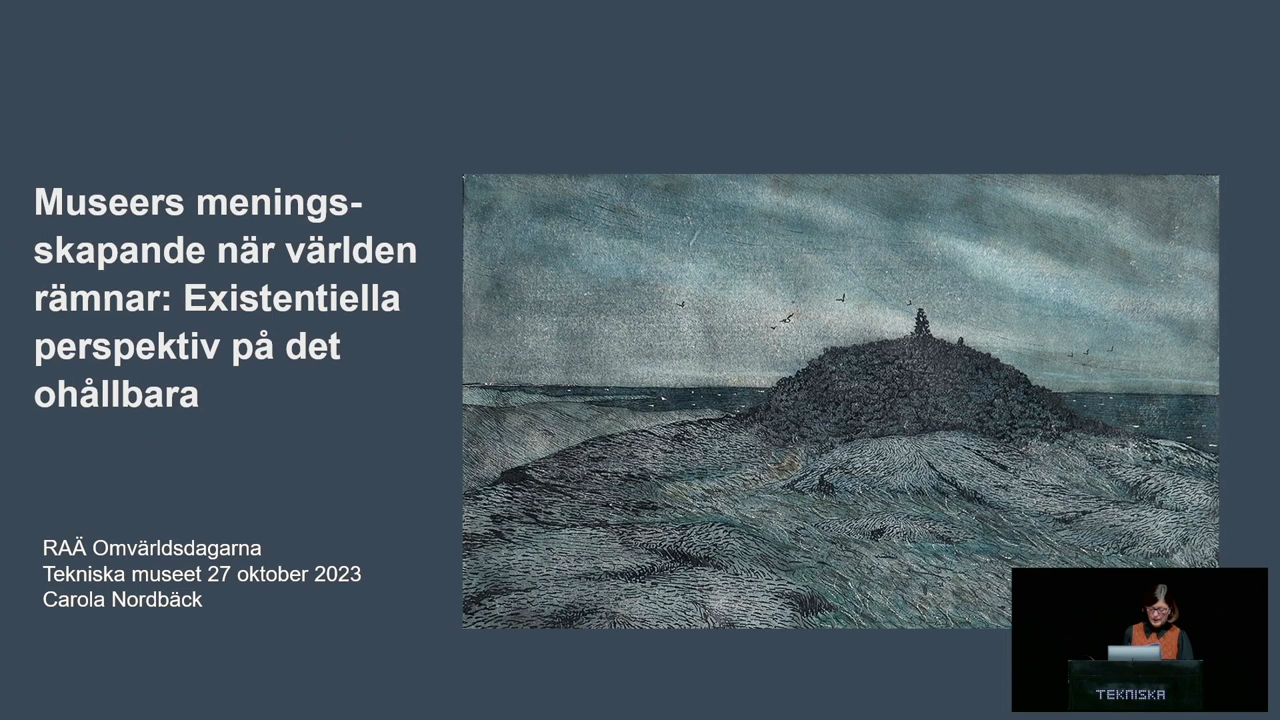 Museers menings-
skapande när världen
rämnar: Existentiella
perspektiv på det
ohållbara
RAÄ Omvärldsdagarna
Tekniska museet 27 oktober 2023
Carola Nordbäck
TEKNISKA